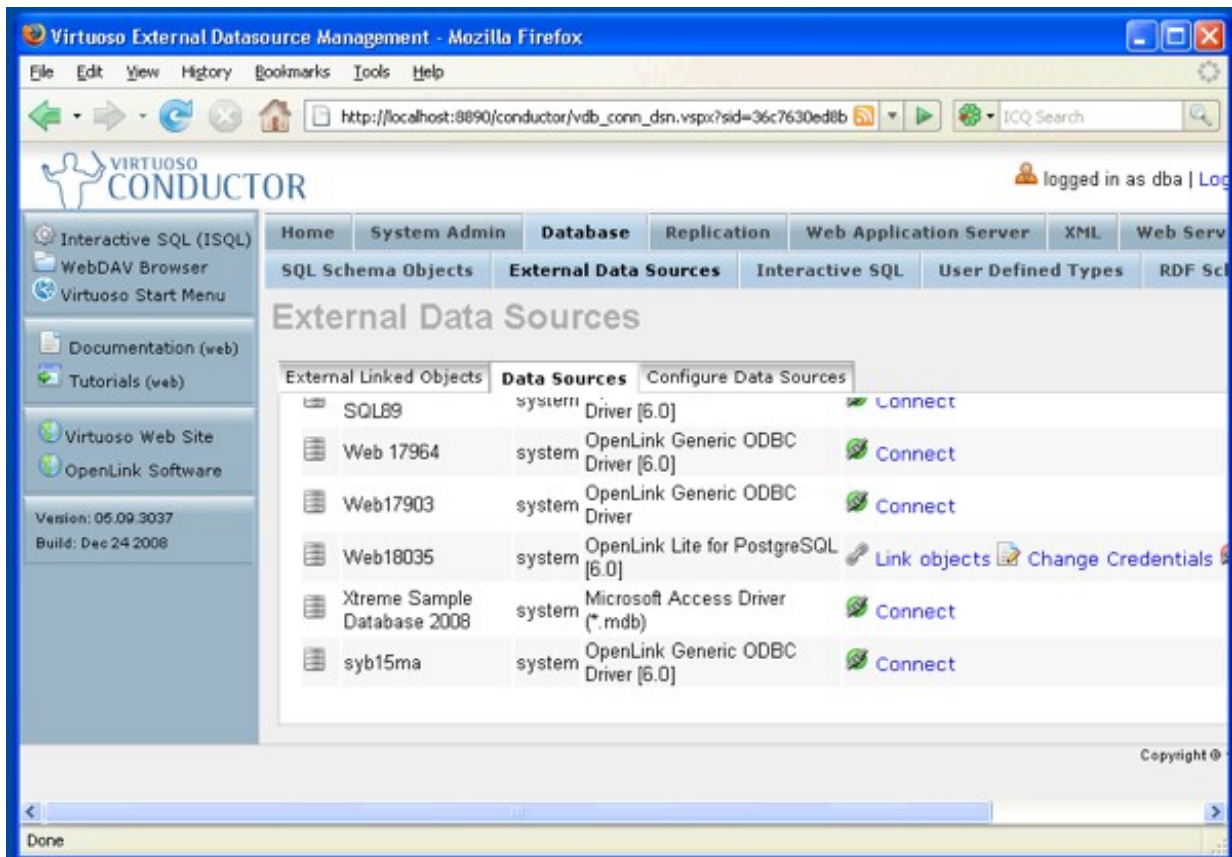 Virtuoso External Datasource Management - Mozilla Firefox
File Edit View History Bookmarks Tools Help
http://localhost:8890/conductor/vdb_conn_dsn.vspx?sid=36c7630ed8b ICQ Search
VIRTUOSO
CONDUCTOR
logged in as dba | Log
Interactive SQL (ISQL)
WebDAV Browser
Virtuoso Start Menu
Documentation (web)
Tutorials (web)
Virtuoso Web Site
OpenLink Software
Version: 05.09.3037
Build: Dec 24 2008
Home System Admin Database Replication Web Application Server XML Web Serv
SQL Schema Objects External Data Sources Interactive SQL User Defined Types RDF Sc
External Data Sources
External Linked Objects Data Sources Configure Data Sources
SQL89 system Driver [6.0] Connect
Web 17964 system OpenLink Generic ODBC
Driver [6.0] Connect
Web17903 system OpenLink Generic ODBC
Driver Connect
Web18035 system OpenLink Lite for PostgreSQL
[6.0] Link objects Change Credentials
Xtreme Sample
Database 2008 system Microsoft Access Driver
(*.mdb) Connect
syb15ma system OpenLink Generic ODBC
Driver [6.0] Connect
Copyright ©
Done